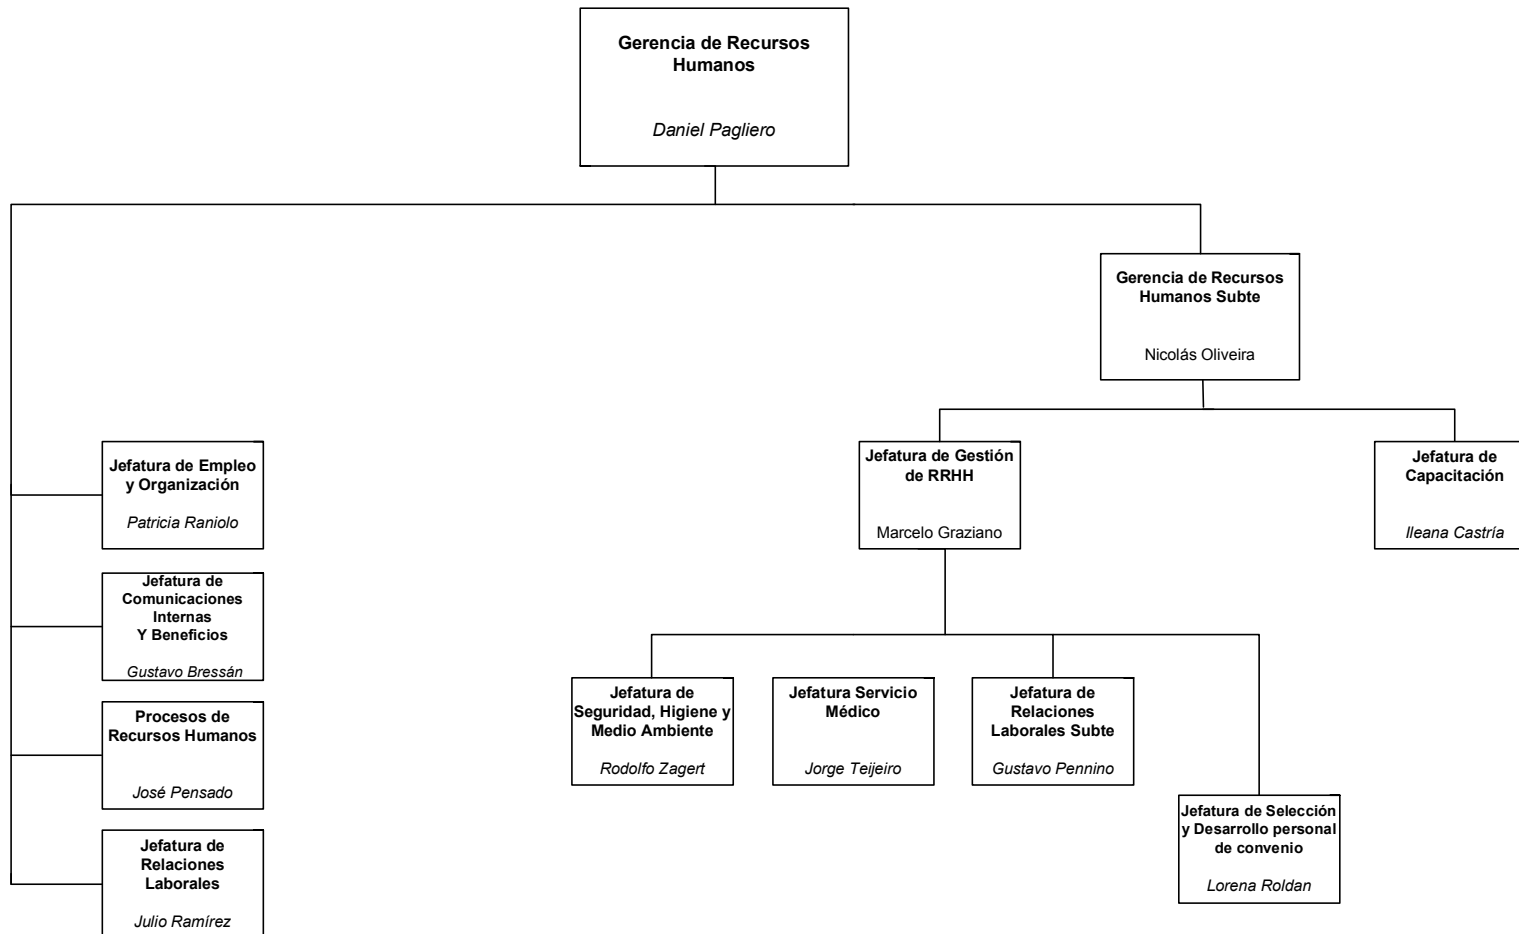 Gerencia de Recursos
Humanos
Daniel Pagliero
Gerencia de Recursos
Humanos Subte
Nicolás Oliveira
Jefatura de Empleo
y Organización
Patricia Raniolo
Jefatura de Gestión
de RRHH
Marcelo Graziano
Jefatura de
Capacitación
Ileana Castría
Jefatura de
Comunicaciones
Internas
Y Beneficios
Gustavo Bressán
Procesos de
Recursos Humanos
José Pensado
Jefatura de
Relaciones
Laborales
Julio Ramírez
Jefatura de
Seguridad, Higiene y
Medio Ambiente
Rodolfo Zagert
Jefatura Servicio
Médico
Jorge Teijeiro
Jefatura de
Relaciones
Laborales Subte
Gustavo Pennino
Jefatura de Selección
y Desarrollo personal
de convenio
Lorena Roldan